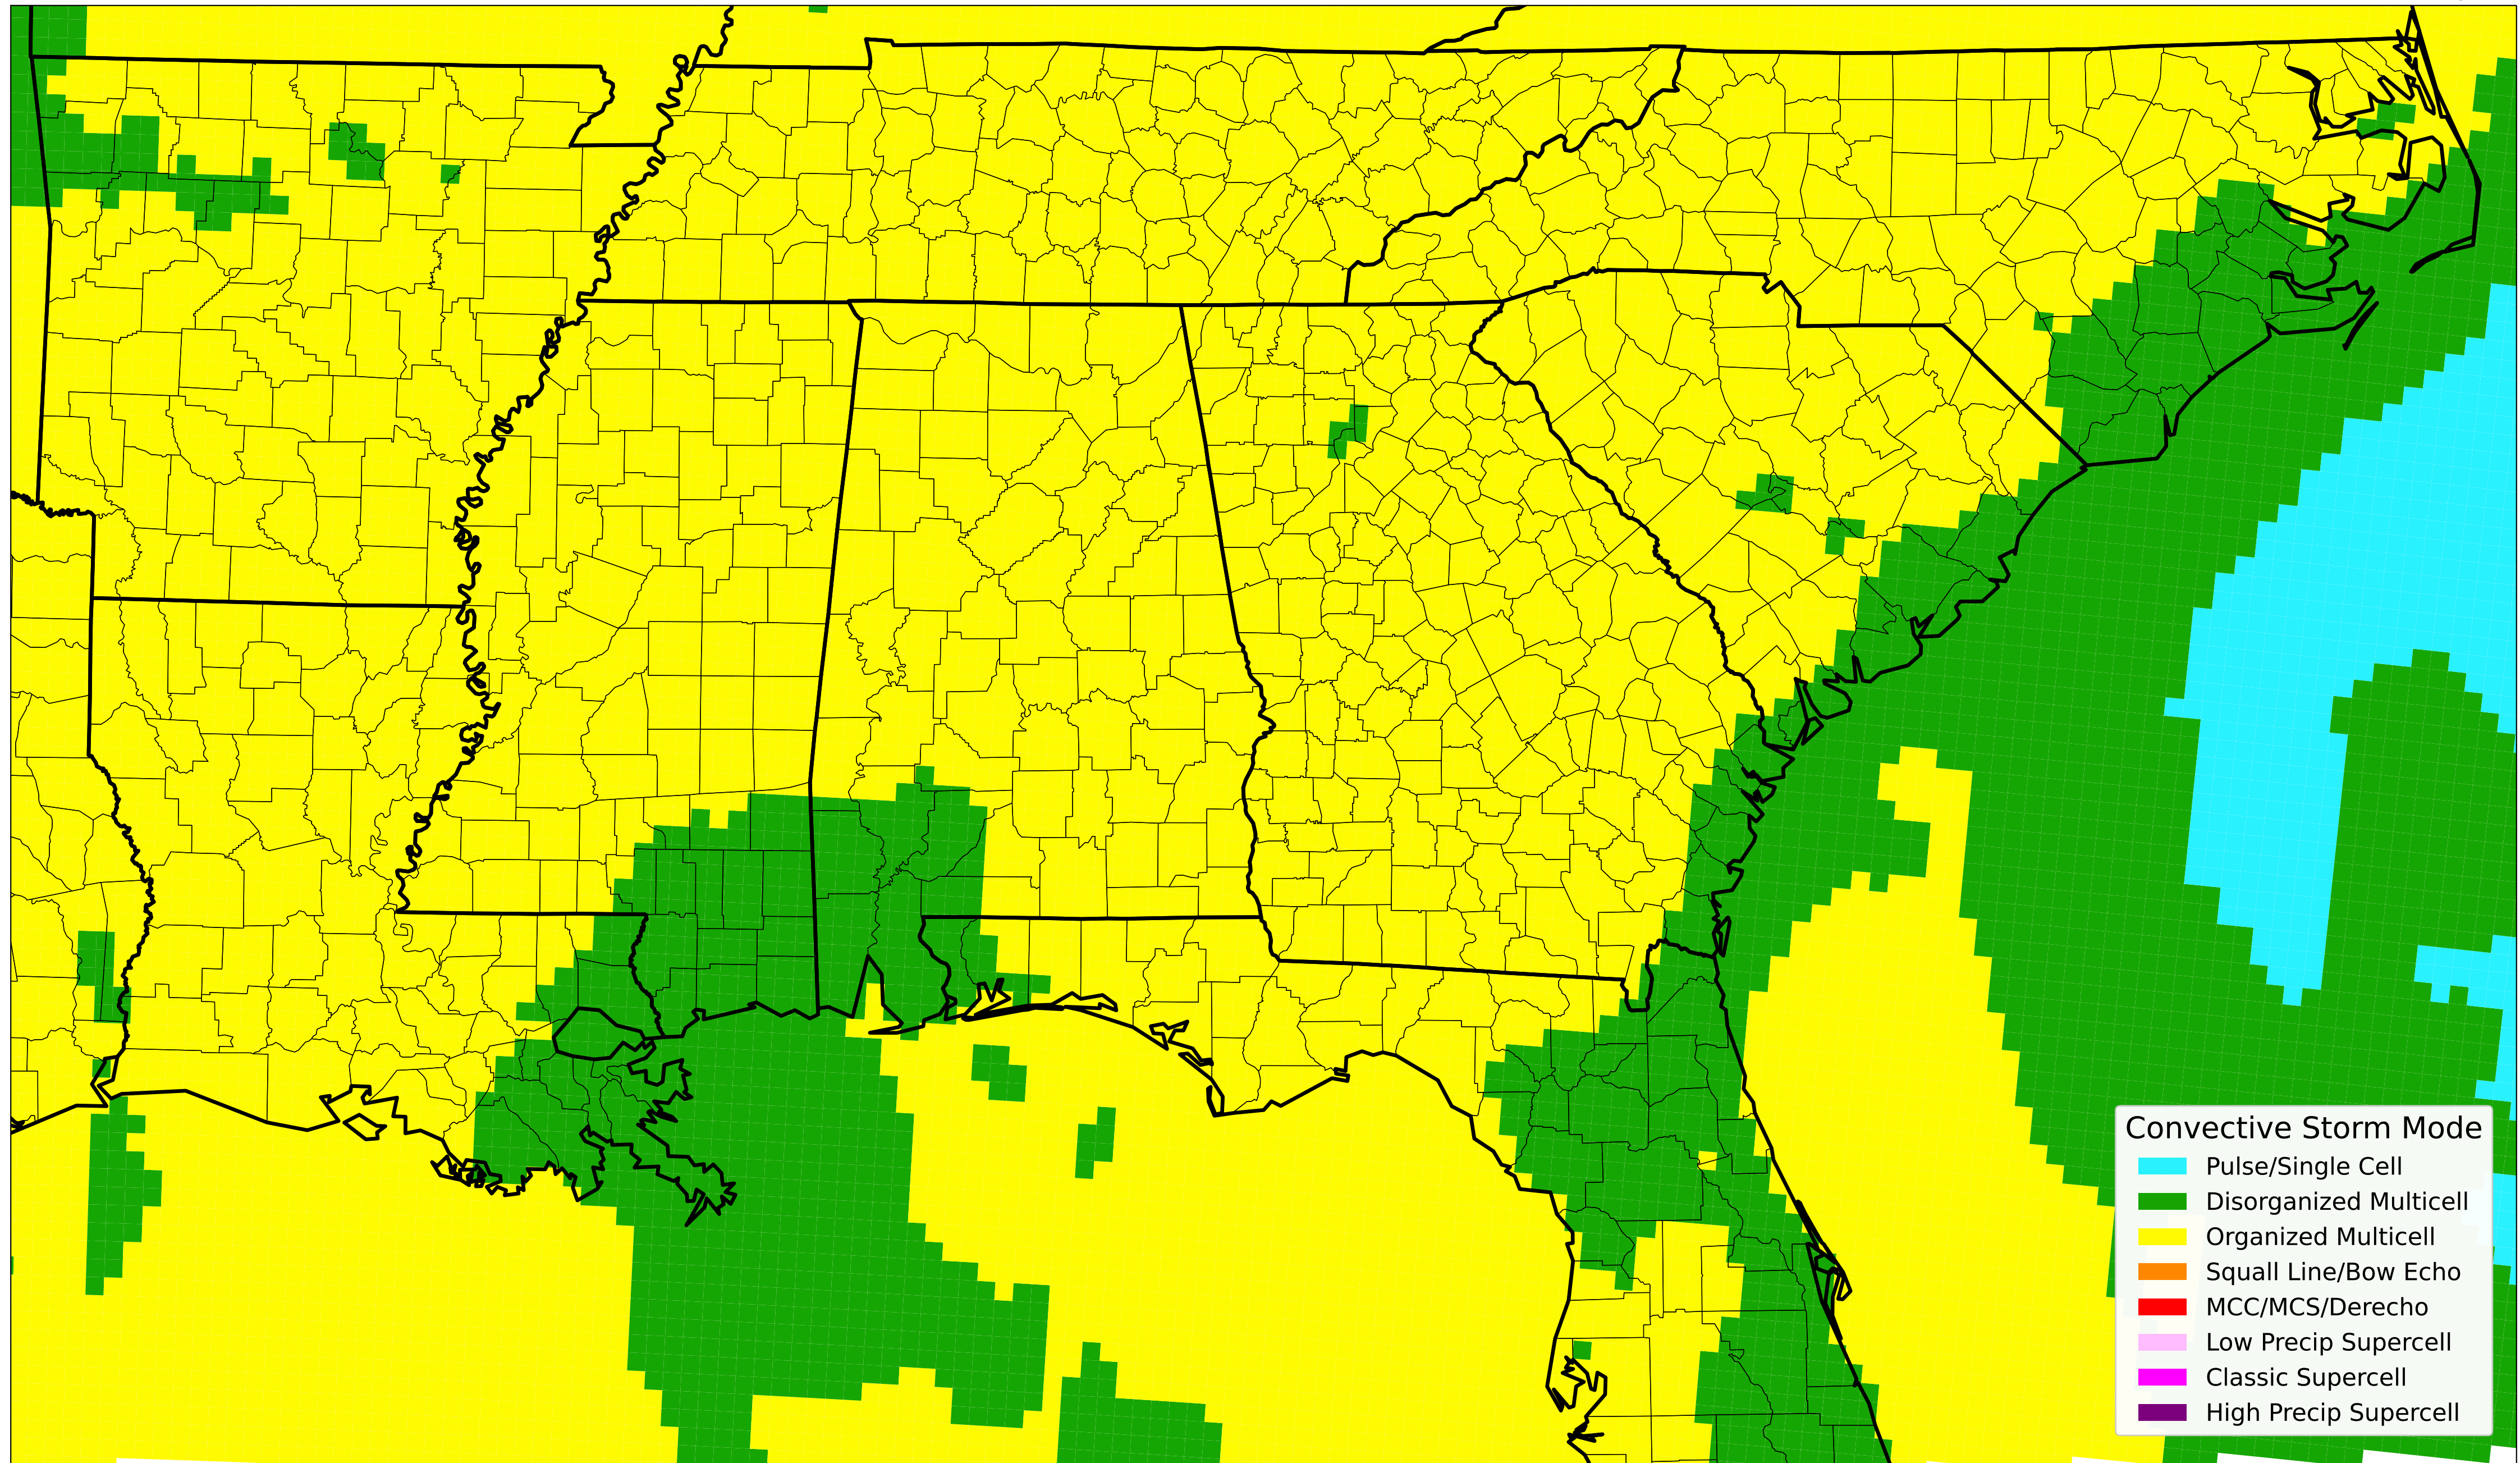 Convective Storm Mode
Pulse/Single Cell
Disorganized Multicell
Organized Multicell
Squall Line/Bow Echo
MCC/MCS/Derecho
Low Precip Supercell
Classic Supercell
High Precip Supercell